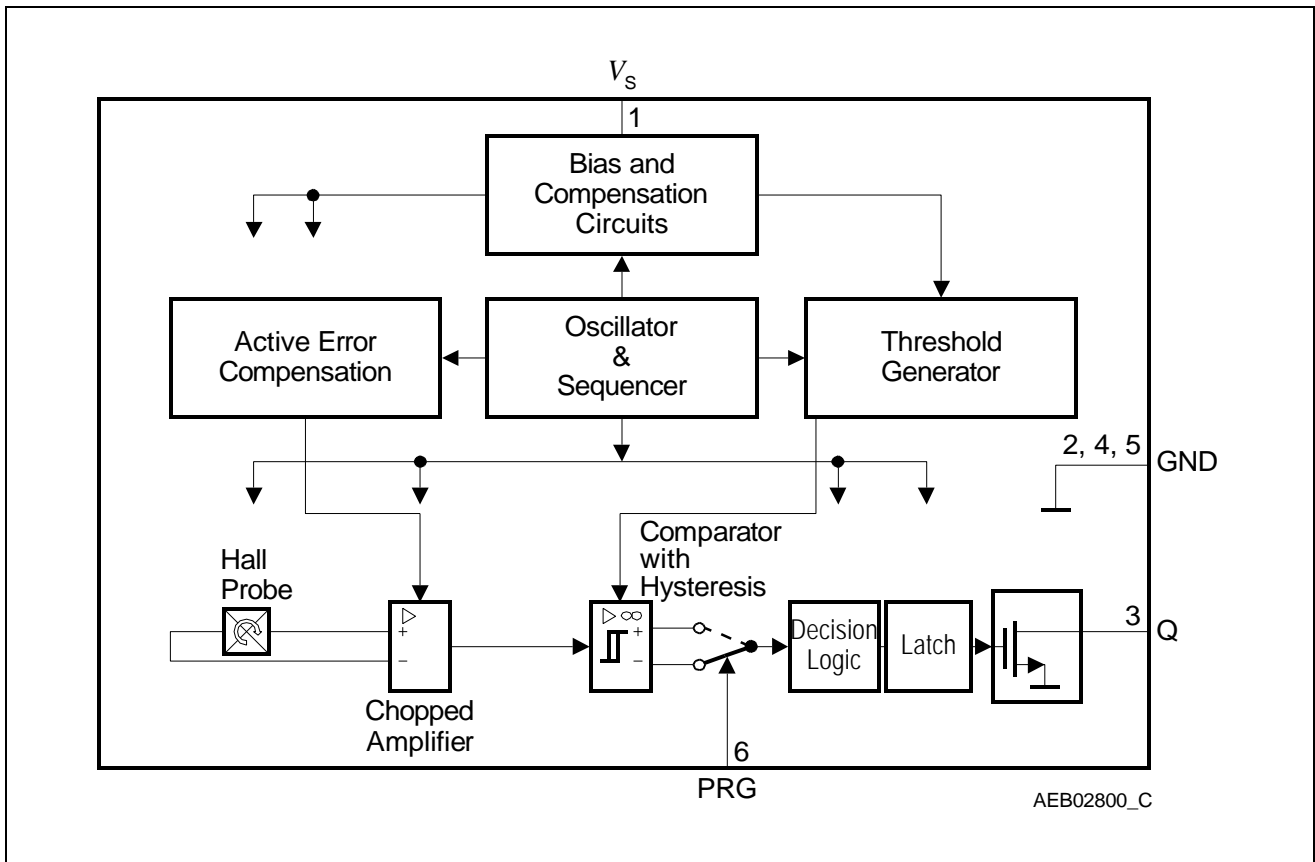 VS
1
Bias and
Compensation
Circuits
Active Error
Compensation
Oscillator
&
Sequencer
Threshold
Generator
2, 4, 5
GND
Hall
Probe
Comparator
with
Hysteresis
▷
+
−
▷ ∞
+
−
Decision
Logic
Latch
3
Q
Chopped
Amplifier
6
PRG
AEB02800_C